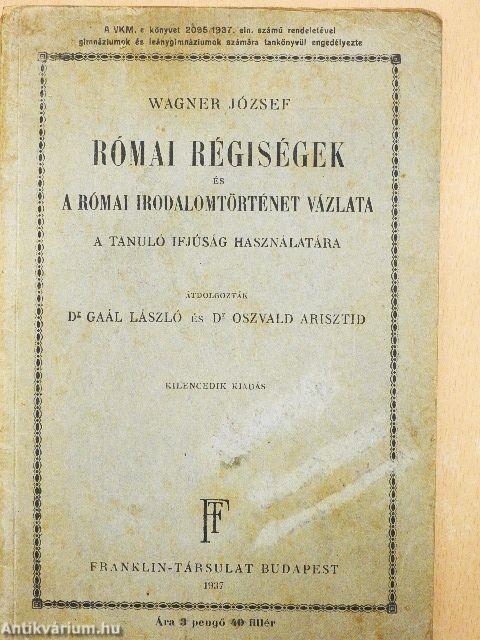 A VKM. e könyvet 2095/1937. eln. számú rendeletével
gimnáziumok és leánygimnáziumok számára tankönyvül engedélyezte
WAGNER JÓZSEF
RÓMAI RÉGISÉGEK
ÉS
A RÓMAI IRODALOMTÖRTÉNET VÁZLATA
A TANULÓ IFJÚSÁG HASZNÁLATÁRA
ÁTDOLGOZTÁK
Dr GAÁL LÁSZLÓ ÉS Dr OSZVALD ARISZTID
KILENCEDIK KIADÁS
FT
FRANKLIN-TÁRSULAT BUDAPEST
1937
Ára 3 pengő 40 fillér
Antikvárium.hu